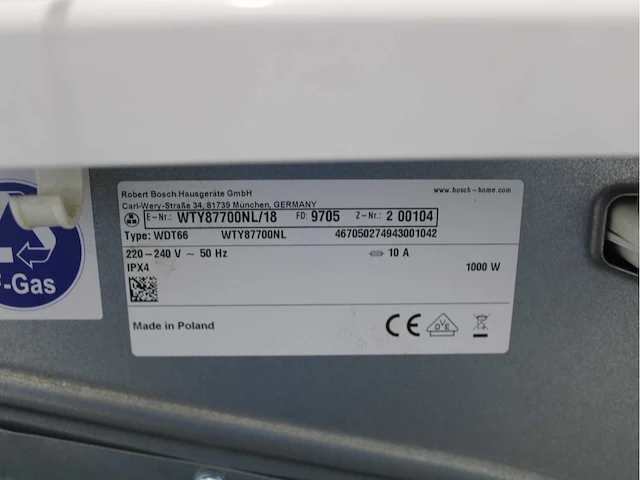 Robert Bosch Hausgeräte GmbH
www.bosch-home.com
Carl-Wery-Straße 34, 81739 München, GERMANY
E-Nr.: WTY87700NL/18 FD: 9705 Z-Nr.: 2 00104
Type: WDT66 WTY87700NL 467050274943001042
220-240 V ~ 50 Hz 10 A
IPX4 1000 W
Made in Poland
CE VDE
-Gas